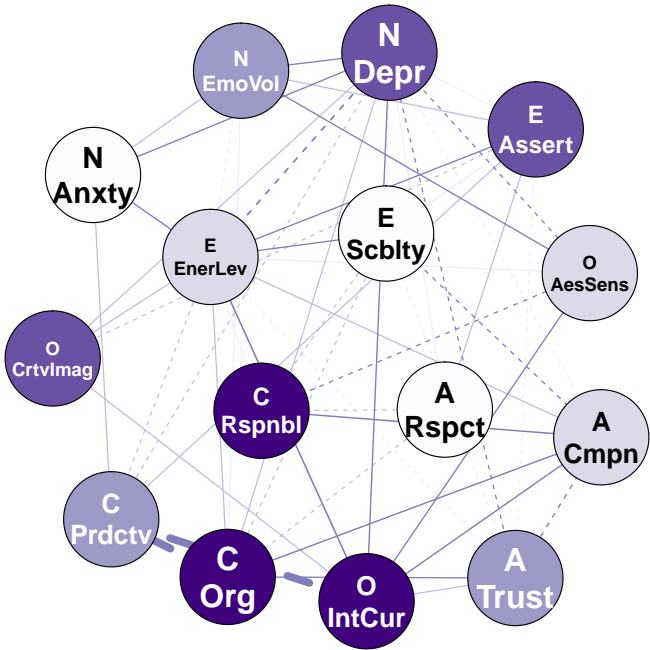 N
Depr
N
EmoVol
E
Assert
N
Anxty
E
Scblty
E
EnerLev
O
AesSens
O
CrtvImag
C
Rspnbl
A
Rspct
A
Cmpn
C
Prdctv
C
Org
A
Trust
O
IntCur